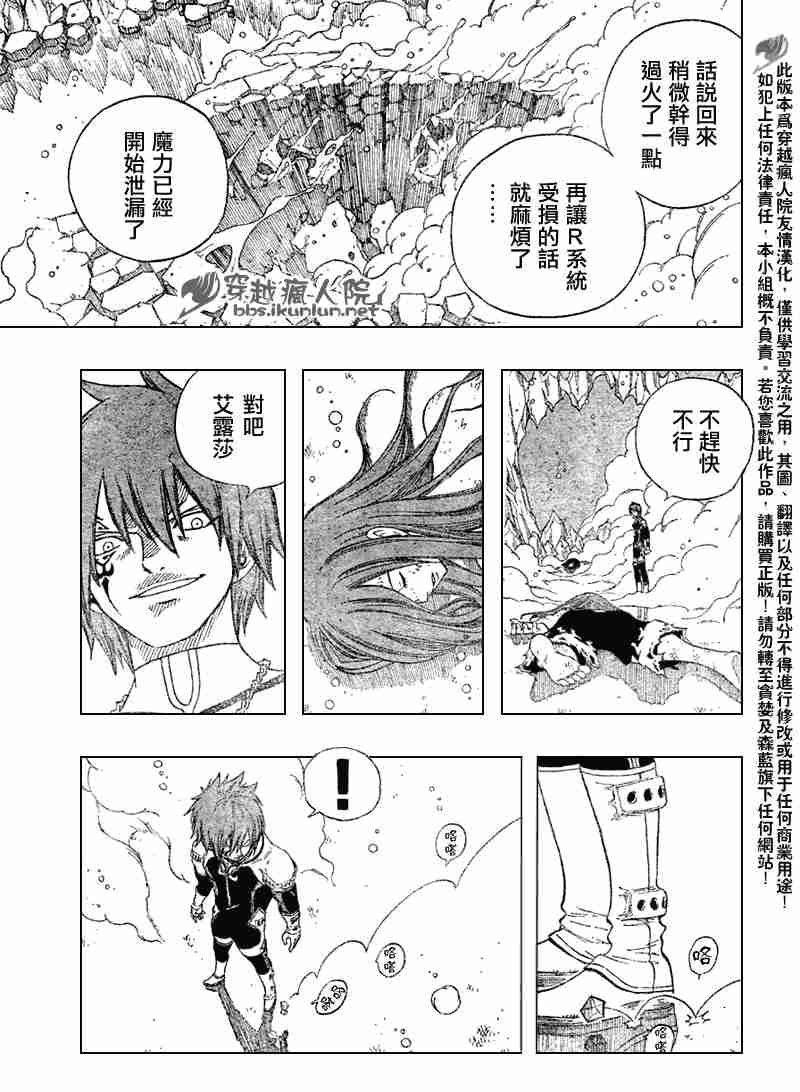 話説回來
稍微幹得
過火了一點
再讓R系統
受損的話
就麻煩了
……
魔力已經
開始泄漏了
穿越瘋人院
bbs.ikunlun.net
不趕快
不行
對吧
艾露莎
咯
咯嗒
!
咯嗒
咯嗒
咯嗒
此版本爲穿越瘋人院友情漢化，僅供學習交流之用，其圖、翻譯以及任何部分不得進行修改或用于任何商業用途！
如犯上任何法律責任，本小組概不負責。若您喜歡此作品，請購買正版！請勿轉至貪婪及森藍旗下任何網站！